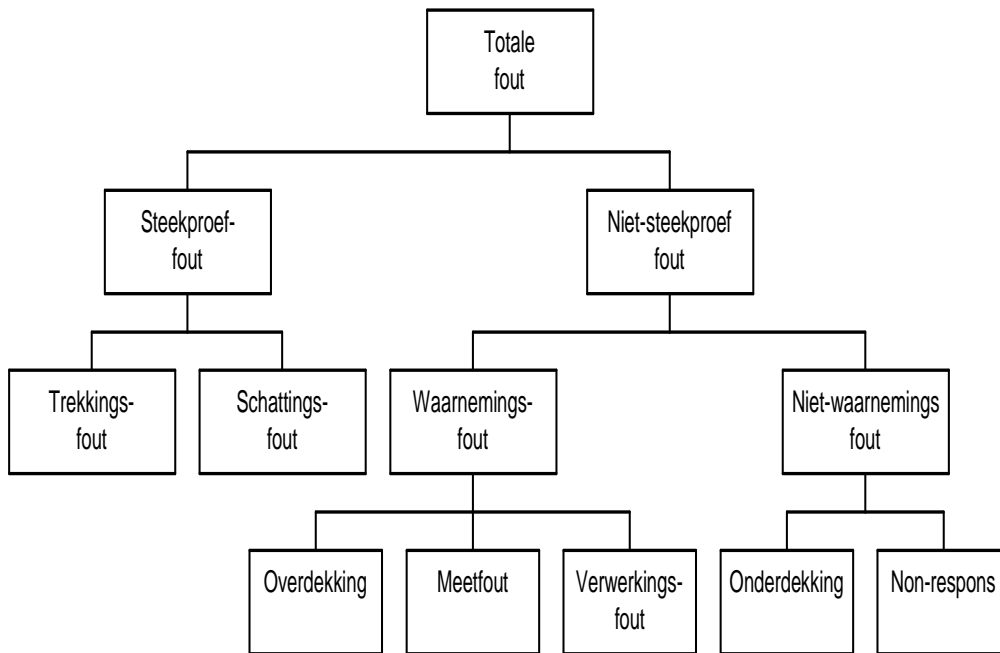 Totale
fout
Steekproef-
fout
Niet-steekproef
fout
Trekkings-
fout
Schattings-
fout
Waarnemings-
fout
Niet-waarnemings
fout
Overdekking
Meetfout
Verwerkings-
fout
Onderdekking
Non-respons